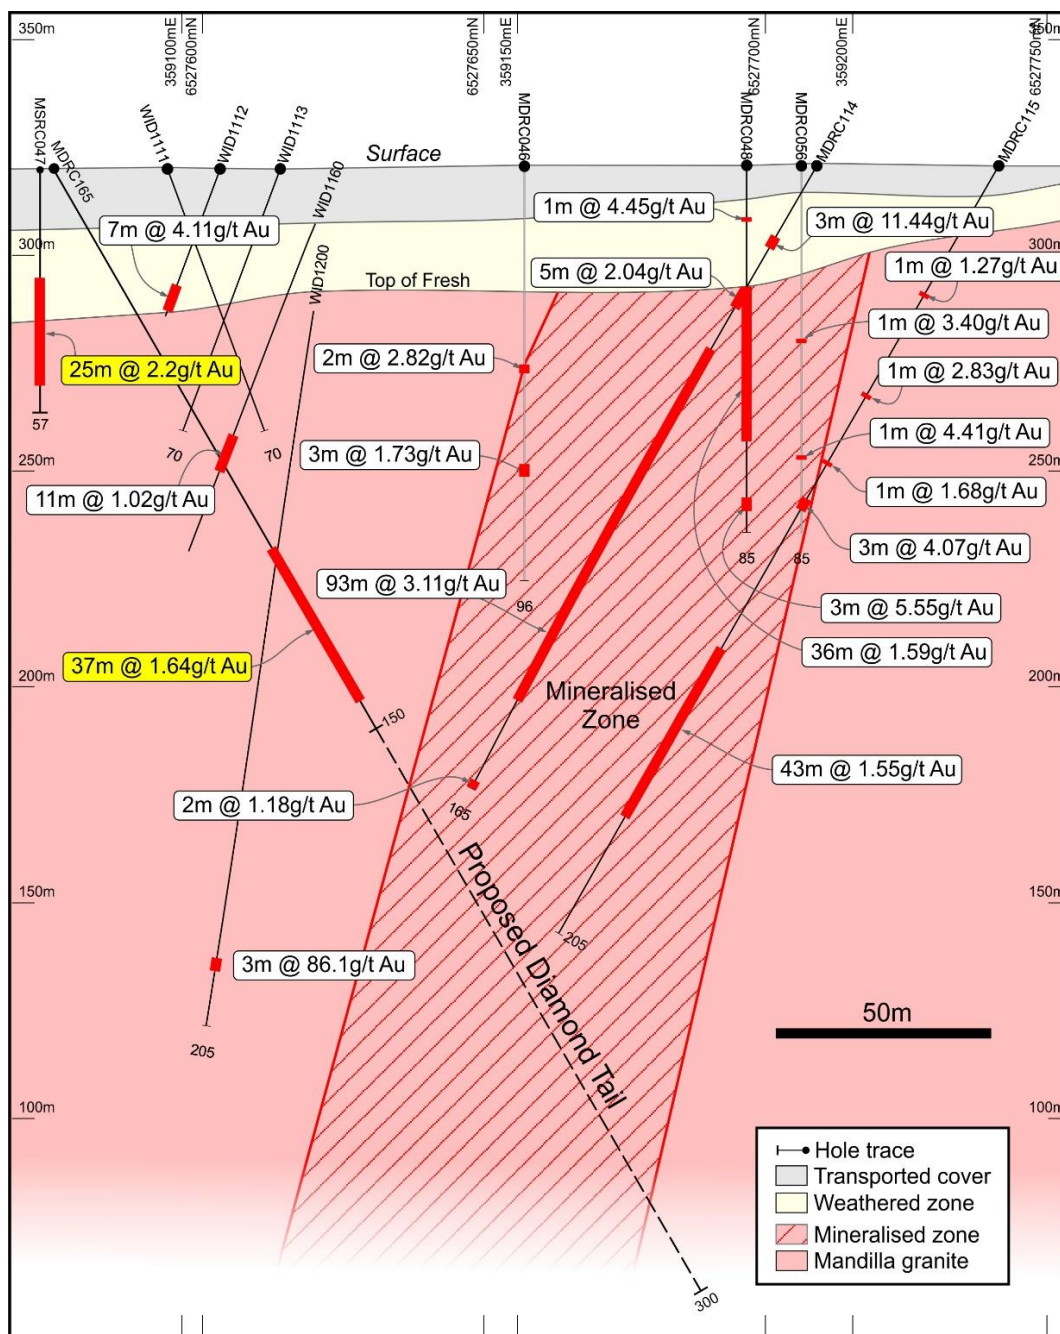 350m
359100mE
6527600mN
6527650mN
359150mE
6527700mN
359200mE
6527750mN
350m
MSRC047
MDRC165
WID1111
WID1112
WID1113
WID1160
WID1200
MDRC046
MDRC048
MDRC056
MDRC114
MDRC115
Surface
7m @ 4.11g/t Au
1m @ 4.45g/t Au
3m @ 11.44g/t Au
300m
300m
5m @ 2.04g/t Au
1m @ 1.27g/t Au
Top of Fresh
1m @ 3.40g/t Au
25m @ 2.2g/t Au
2m @ 2.82g/t Au
1m @ 2.83g/t Au
57
70
70
3m @ 1.73g/t Au
1m @ 4.41g/t Au
250m
250m
11m @ 1.02g/t Au
1m @ 1.68g/t Au
3m @ 4.07g/t Au
85
85
93m @ 3.11g/t Au
96
3m @ 5.55g/t Au
37m @ 1.64g/t Au
36m @ 1.59g/t Au
200m
200m
Mineralised
Zone
150
43m @ 1.55g/t Au
2m @ 1.18g/t Au
165
150m
150m
Proposed Diamond Tail
205
3m @ 86.1g/t Au
205
50m
100m
100m
Hole trace
Transported cover
Weathered zone
Mineralised zone
Mandilla granite
300